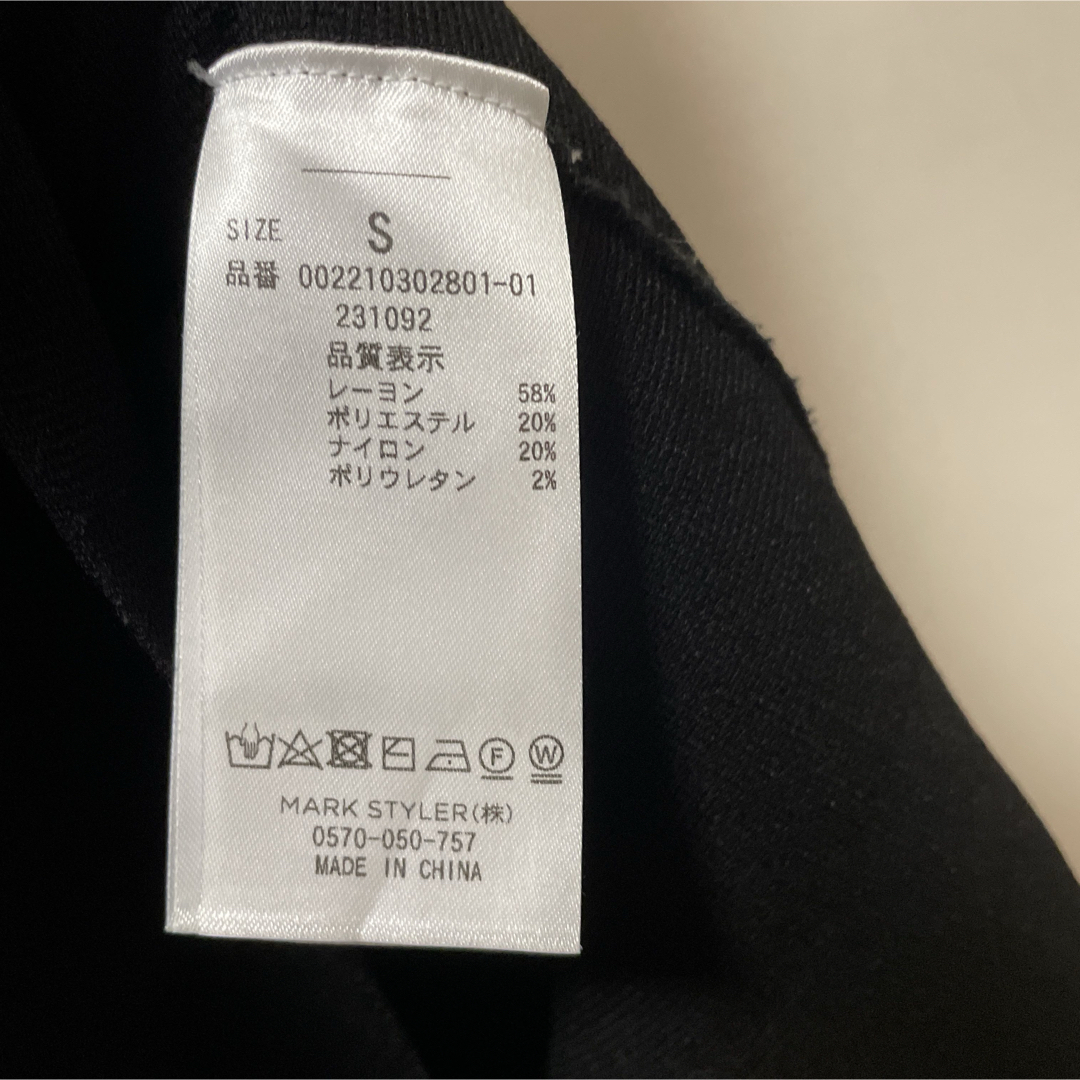 SIZE S
品番 002210302801-01
231092
品質表示
レーヨン 58%
ポリエステル 20%
ナイロン 20%
ポリウレタン 2%
F W
MARK STYLER(株)
0570-050-757
MADE IN CHINA